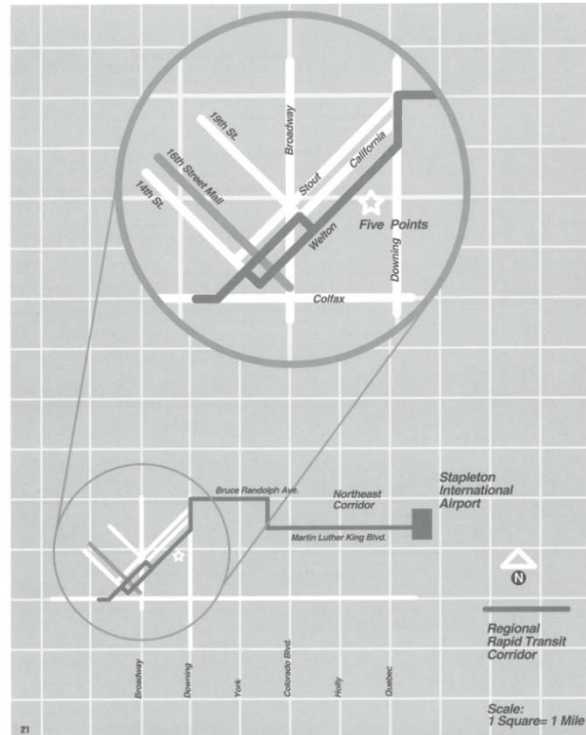 19th St.
Broadway
16th Street Mall
14th St.
Stout
California
Welton
Five Points
Downing
Colfax
Bruce Randolph Ave.
Northeast
Corridor
Stapleton
International
Airport
Martin Luther King Blvd.
N
Regional
Rapid Transit
Corridor
Broadway
Downing
York
Colorado Blvd.
Holly
Quebec
Scale:
1 Square= 1 Mile
21